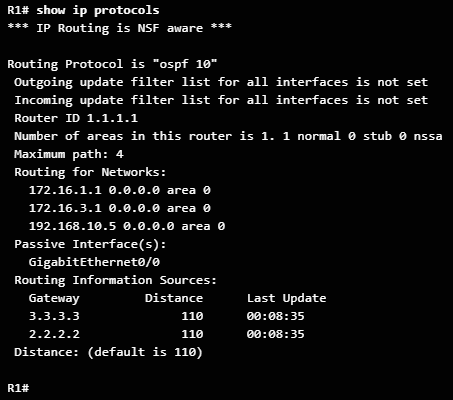 R1# show ip protocols
*** IP Routing is NSF aware ***
Routing Protocol is "ospf 10"
Outgoing update filter list for all interfaces is not set
Incoming update filter list for all interfaces is not set
Router ID 1.1.1.1
Number of areas in this router is 1. 1 normal 0 stub 0 nssa
Maximum path: 4
Routing for Networks:
172.16.1.1 0.0.0.0 area 0
172.16.3.1 0.0.0.0 area 0
192.168.10.5 0.0.0.0 area 0
Passive Interface(s):
GigabitEthernet0/0
Routing Information Sources:
Gateway Distance Last Update
3.3.3.3 110 00:08:35
2.2.2.2 110 00:08:35
Distance: (default is 110)
R1#